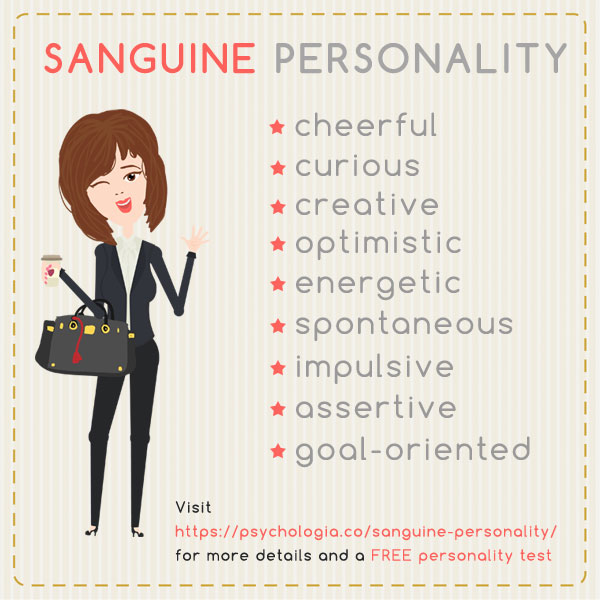 SANGUINE PERSONALITY
cheerful
curious
creative
optimistic
energetic
spontaneous
impulsive
assertive
goal-oriented
Visit
https://psychologia.co/sanguine-personality/
for more details and a FREE personality test